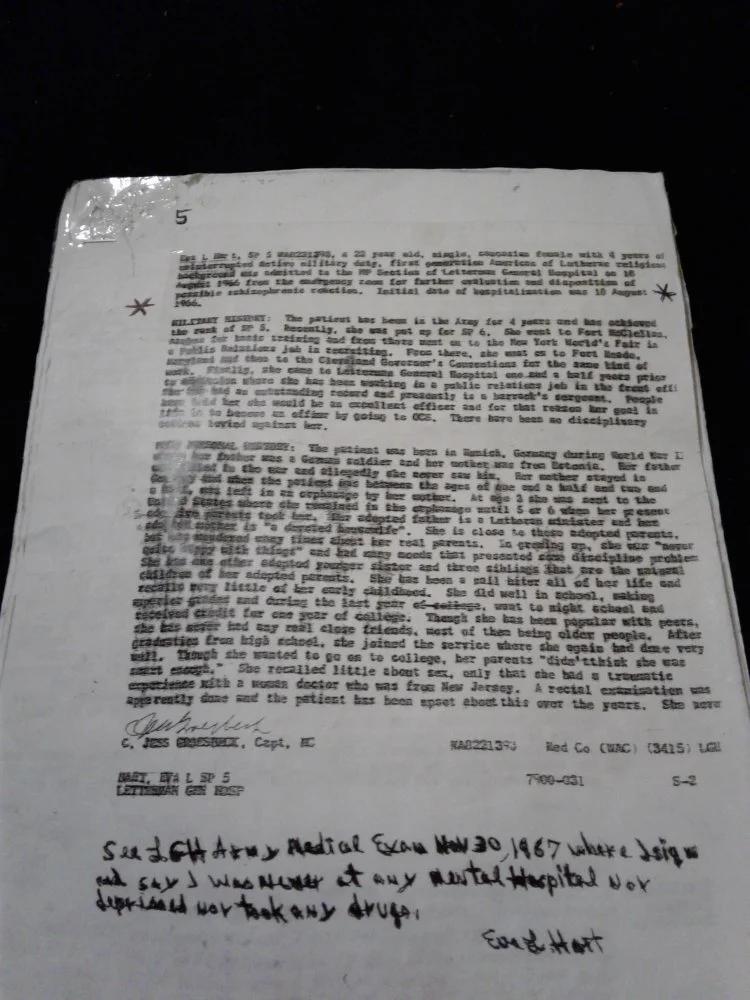 5
Eva L Hart, SP 5 WA8221393, a 22 year old, single, caucasian female with 4 years of
uninterrupted active military duty, first generation American of Lutheran religious
background was admitted to the NP Section of Letterman General Hospital on 10
August 1966 from the emergency room for further evaluation and disposition of
possible schizophrenic reaction. Initial date of hospitalization was 10 August
1966.
MILITARY HISTORY: The patient has been in the Army for 4 years and has achieved
the rank of SP 5. Recently, she was put up for SP 6. She went to Fort McClellan,
for basic training and from there went on to the New York World's Fair in
a Public Relations job in recruiting. From there, she went on to Fort Meade,
Maryland and then to the Cleveland Governor's Conventions for the same kind of
work. Finally, she came to Letterman General Hospital one and a half years prior
to admission where she has been working in a public relations job in the front offi
She has had an outstanding record and presently is a barrack's sergeant. People
have told her she would be an excellent officer and for that reason her goal in
life is to become an officer by going to OCS. There have been no disciplinary
actions levied against her.
PAST PERSONAL HISTORY: The patient was born in Munich, Germany during World War I
her father was a German soldier and her mother was from Estonia. Her father
was killed in the war and allegedly she never saw him. Her mother stayed in
Germany and when the patient was between the ages of one and a half and two and
a half, was left in an orphanage by her mother. At age 3 she was sent to the
United States where she remained in the orphanage until 5 or 6 when her present
took her. Her adopted father is a Lutheran minister and her
mother is "a devoted housewife". She is close to these adopted parents,
but has wondered many times about her real parents. In growing up, she was "never
quite happy with things" and had many moods that presented some discipline problem
She has one other adopted younger sister and three siblings that are the natural
children of her adopted parents. She has been a nail biter all of her life and
recalls very little of her early childhood. She did well in school, making
superior grades and during the last year of college, went to night school and
received credit for one year of college. Though she has been popular with peers,
she has never had any real close friends, most of them being older people. After
graduation from high school, she joined the service where she again had done very
well. Though she wanted to go on to college, her parents "didn'tthink she was
smart enough." She recalled little about sex, only that she had a traumatic
experience with a woman doctor who was from New Jersey. A rectal examination was
apparently done and the patient has been upset about this over the years. She neve
C. JESS GROESBECK, Capt, MC WA8221393 Med Co (WAC) (3415) LGH
HART, EVA L SP 5 7900-031 S-2
LETTERMAN GEN HOSP
See LGH Army Medical Exam Nov 30, 1967 where I sign
and say I was Never at any Mental Hospital Nor
depressed nor took any drugs.
Eva L Hart